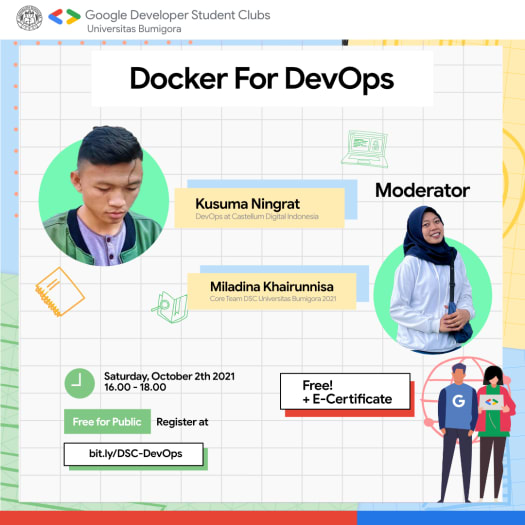 Google Developer Student Clubs
Universitas Bumigora
Docker For DevOps
Kusuma Ningrat
DevOps at Castellum Digital Indonesia
Moderator
Miladina Khairunnisa
Core Team DSC Universitas Bumigora 2021
Saturday, October 2th 2021
16.00 - 18.00
Free!
+ E-Certificate
Free for Public
Register at
bit.ly/DSC-DevOps
G